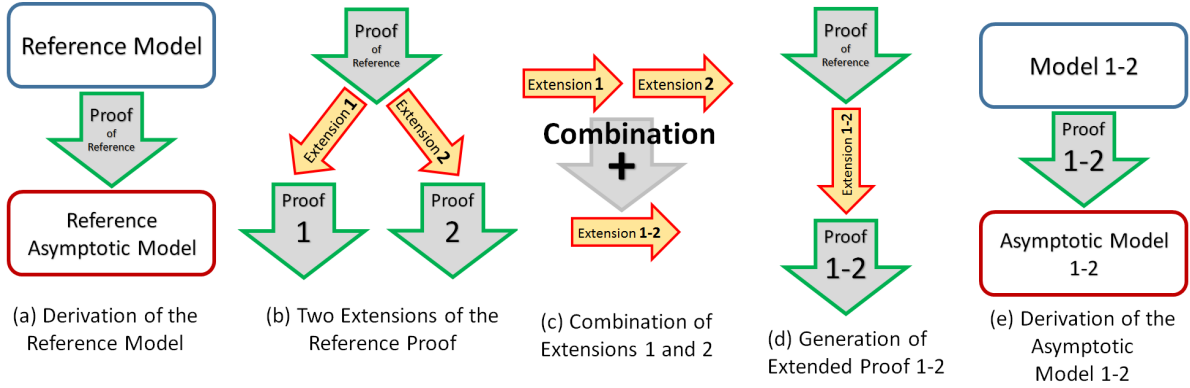 Reference Model
Proof
of
Reference
Reference
Asymptotic Model
(a) Derivation of the
Reference Model
Proof
of
Reference
Extension 1
Extension 2
Proof
1
Proof
2
(b) Two Extensions of the
Reference Proof
Extension 1
Extension 2
Combination
+
Extension 1-2
(c) Combination of
Extensions 1 and 2
Proof
of
Reference
Extension 1-2
Proof
1-2
(d) Generation of
Extended Proof 1-2
Model 1-2
Proof
1-2
Asymptotic Model
1-2
(e) Derivation of the
Asymptotic
Model 1-2